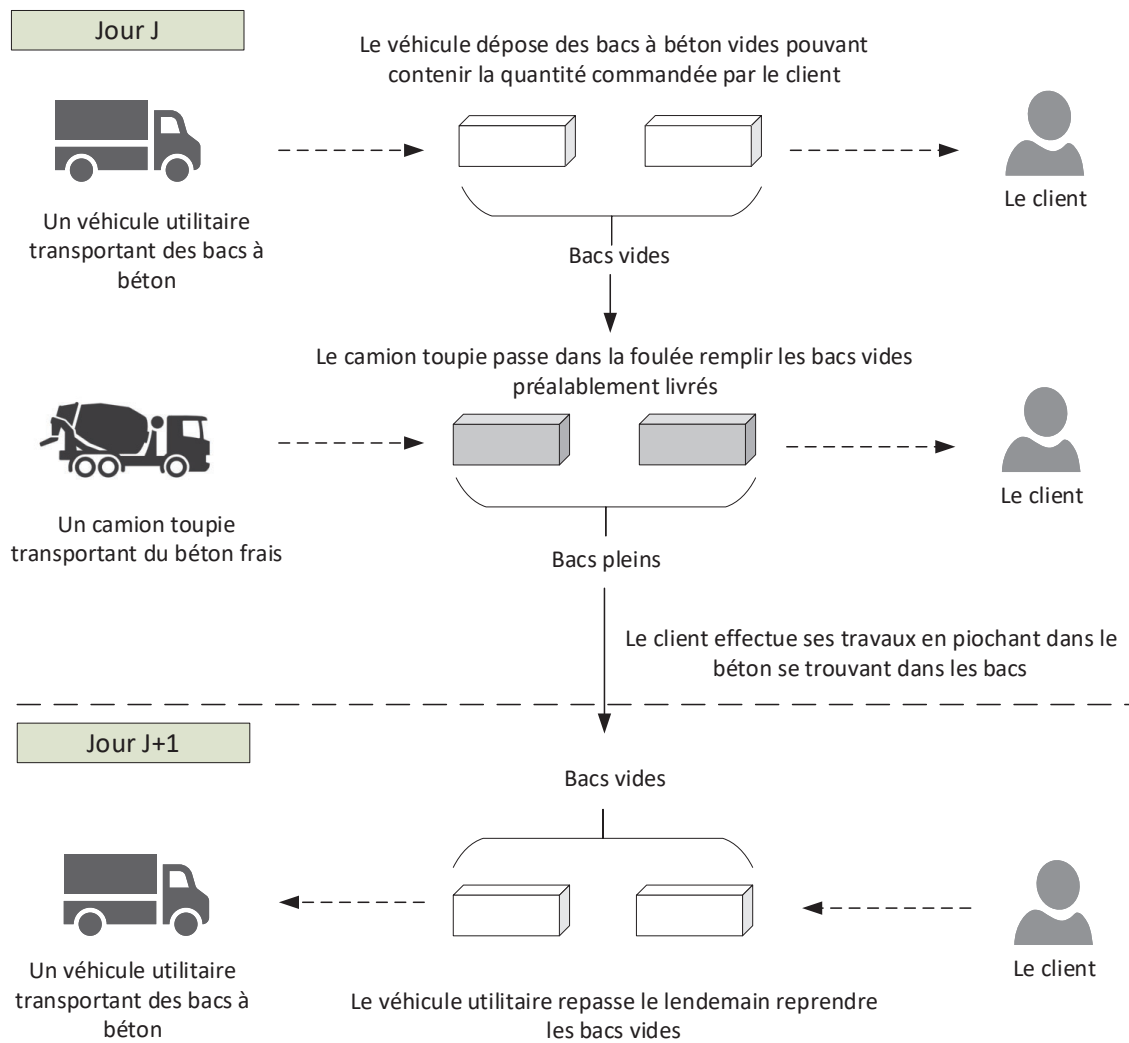 Jour J
Le véhicule dépose des bacs à béton vides pouvant
contenir la quantité commandée par le client
Un véhicule utilitaire
transportant des bacs à
béton
Le client
Bacs vides
Le camion toupie passe dans la foulée remplir les bacs vides
préalablement livrés
Un camion toupie
transportant du béton frais
Le client
Bacs pleins
Le client effectue ses travaux en piochant dans le
béton se trouvant dans les bacs
Jour J+1
Bacs vides
Un véhicule utilitaire
transportant des bacs à
béton
Le client
Le véhicule utilitaire repasse le lendemain reprendre
les bacs vides